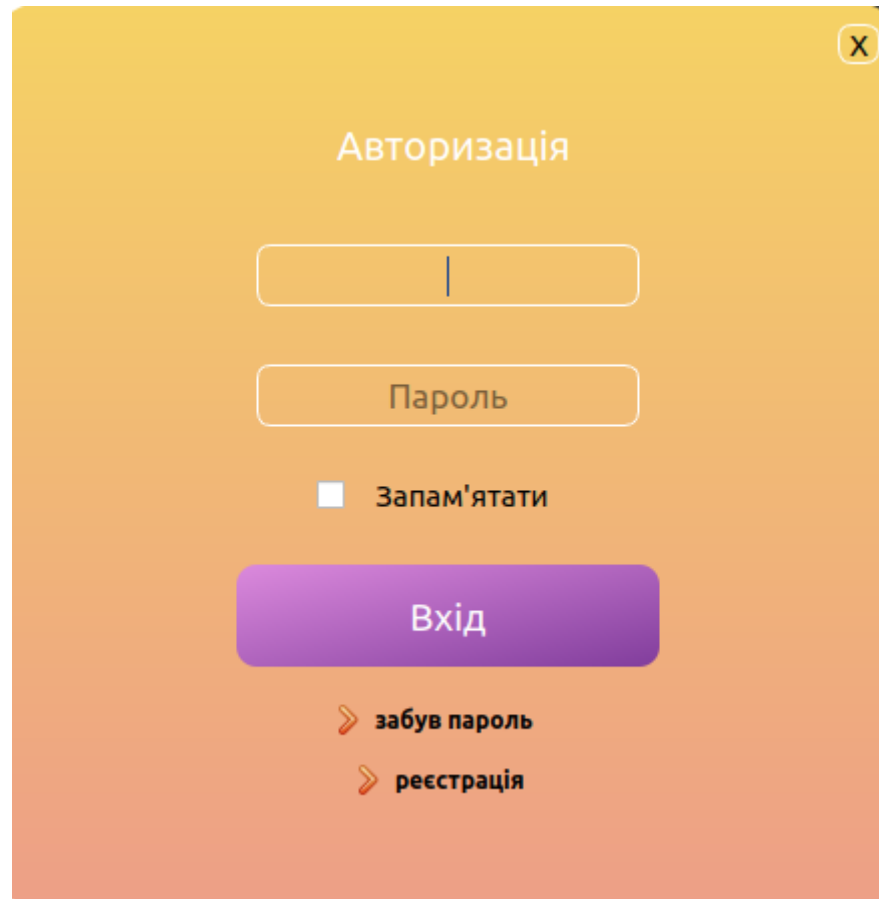 X
Авторизація
Пароль
Запам'ятати
Вхід
забув пароль
реєстрація